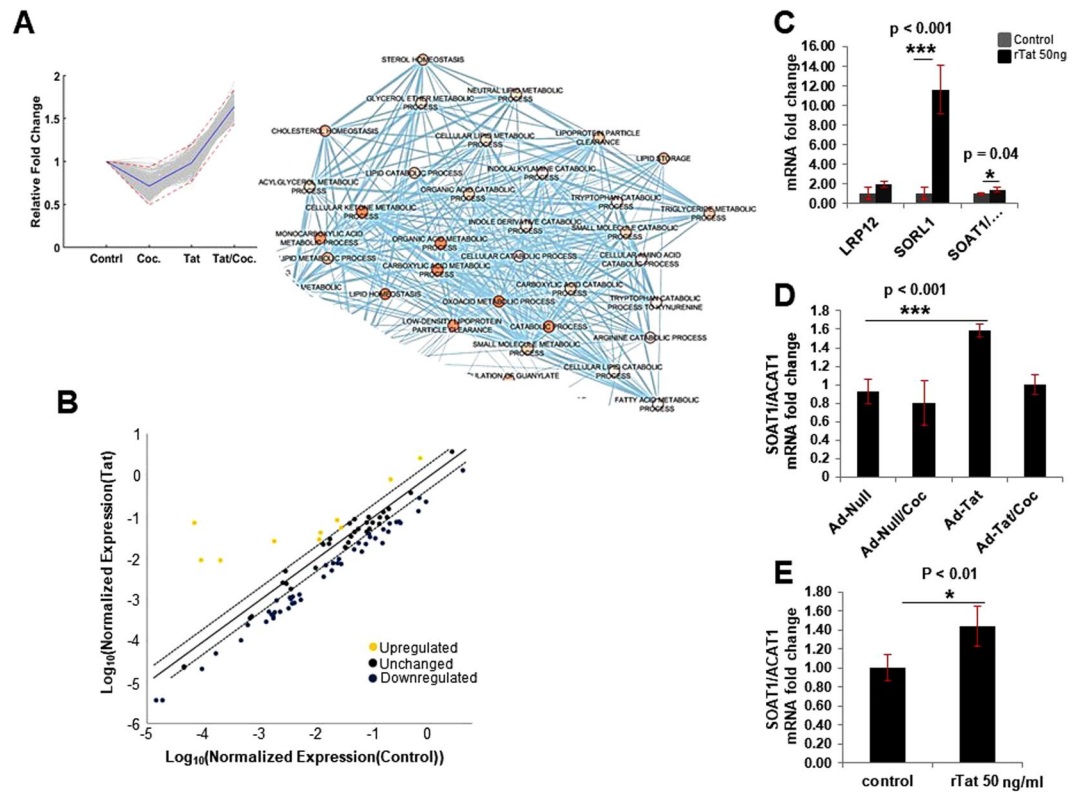 A
Relative Fold Change
2
1.5
1
0.5
0
Contrl
Coc.
Tat
Tat/Coc.
STEROL HOMEOSTASIS
GLYCEROL ETHER METABOLIC
PROCESS
NEUTRAL LIPID METABOLIC
PROCESS
CHOLESTEROL HOMEOSTASIS
CELLULAR LIPID METABOLIC
PROCESS
LIPOPROTEIN PARTICLE
CLEARANCE
LIPID STORAGE
LIPID CATABOLIC PROCESS
INDOLALKYLAMINE CATABOLIC
PROCESS
ACYLGLYCEROL METABOLIC
PROCESS
ORGANIC ACID CATABOLIC
PROCESS
TRYPTOPHAN CATABOLIC
PROCESS
TRIGLYCERIDE METABOLIC
PROCESS
CELLULAR KETONE METABOLIC
PROCESS
INDOLE DERIVATIVE CATABOLIC
PROCESS
SMALL MOLECULE CATABOLIC
PROCESS
MONOCARBOXYLIC ACID
METABOLIC PROCESS
ORGANIC ACID METABOLIC
PROCESS
LIPID METABOLIC PROCESS
CELLULAR CATABOLIC PROCESS
CELLULAR AMINO ACID
CATABOLIC PROCESS
CARBOXYLIC ACID METABOLIC
PROCESS
METABOLIC
LIPID HOMEOSTASIS
CARBOXYLIC ACID CATABOLIC
PROCESS
OXOACID METABOLIC PROCESS
TRYPTOPHAN CATABOLIC
PROCESS TO KYNURENINE
LOW-DENSITY LIPOPROTEIN
PARTICLE CLEARANCE
CATABOLIC PROCESS
ARGININE CATABOLIC PROCESS
SMALL MOLECULE METABOLIC
PROCESS
CELLULAR LIPID CATABOLIC
PROCESS
ULATION OF GUANYLATE
FATTY ACID METABOLIC
PROCESS
B
Log10(Normalized Expression(Tat)
1
0
-1
-2
-3
-4
-5
-6
-5
-4
-3
-2
-1
0
Upregulated
Unchanged
Downregulated
Log10(Normalized Expression(Control))
C
p < 0.001
***
p = 0.04
*
Control
rTat 50ng
mRNA fold change
16.00
14.00
12.00
10.00
8.00
6.00
4.00
2.00
0.00
LRP12
SORL1
SOAT1/...
D
p < 0.001
***
SOAT1/ACAT1
mRNA fold change
1.8
1.6
1.4
1.2
1
0.8
0.6
0.4
0.2
0
Ad-Null
Ad-Null/Coc
Ad-Tat
Ad-Tat/Coc
E
P < 0.01
*
SOAT1/ACAT1
mRNA fold change
1.80
1.60
1.40
1.20
1.00
0.80
0.60
0.40
0.20
0.00
control
rTat 50 ng/ml